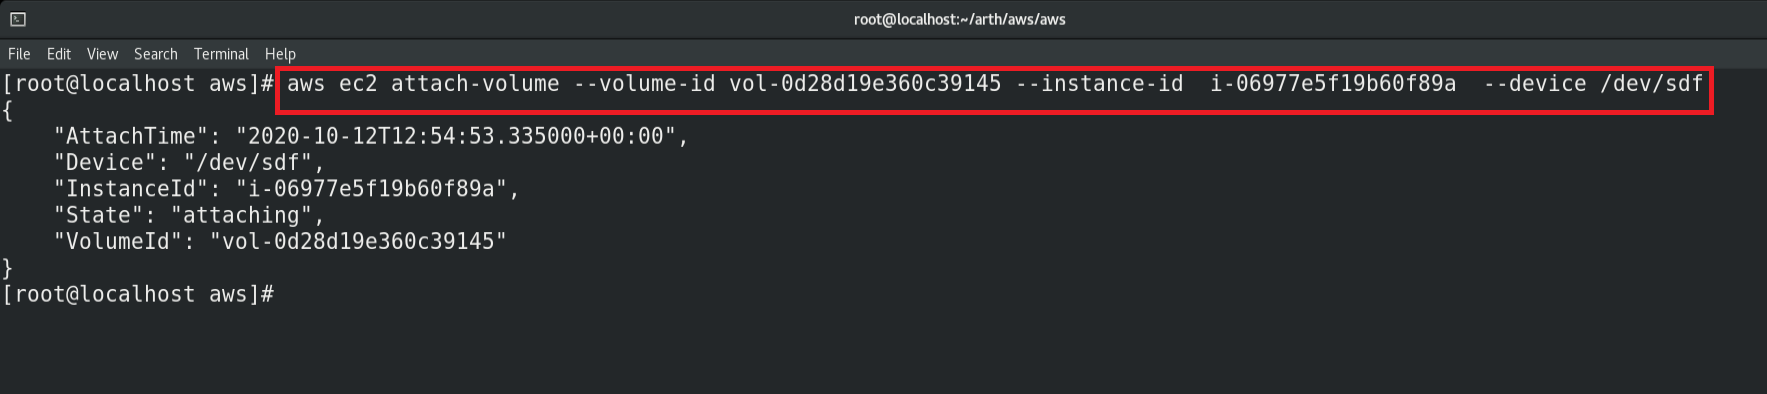 root@localhost:~/arth/aws/aws
File Edit View Search Terminal Help
[root@localhost aws]# aws ec2 attach-volume --volume-id vol-0d28d19e360c39145 --instance-id  i-06977e5f19b60f89a  --device /dev/sdf
{
    "AttachTime": "2020-10-12T12:54:53.335000+00:00",
    "Device": "/dev/sdf",
    "InstanceId": "i-06977e5f19b60f89a",
    "State": "attaching",
    "VolumeId": "vol-0d28d19e360c39145"
}
[root@localhost aws]#